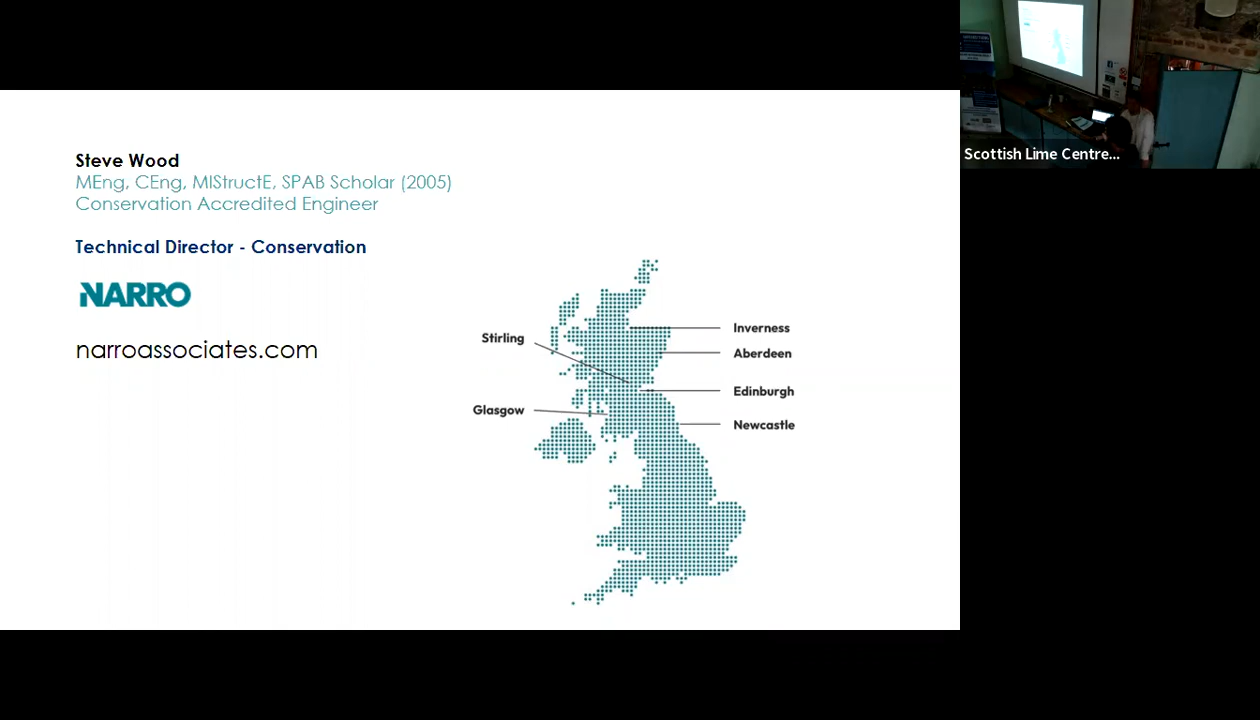 Steve Wood
MEng, CEng, MIStructE, SPAB Scholar (2005)
Conservation Accredited Engineer
Technical Director - Conservation
NARRO
narroassociates.com
Stirling
Glasgow
Inverness
Aberdeen
Edinburgh
Newcastle
Scottish Lime Centre...